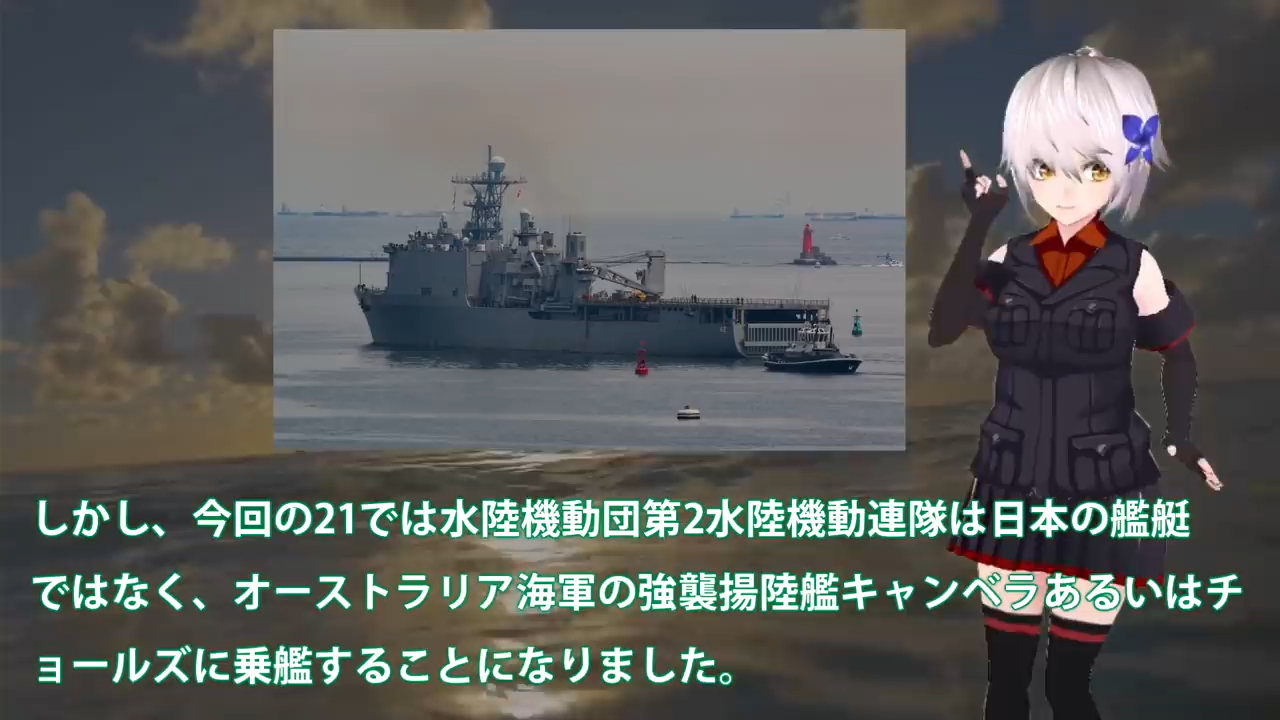 しかし、今回の21では水陸機動団第2水陸機動連隊は日本の艦艇
ではなく、オーストラリア海軍の強襲揚陸艦キャンベラあるいはチ
ョールズに乗艦することになりました。